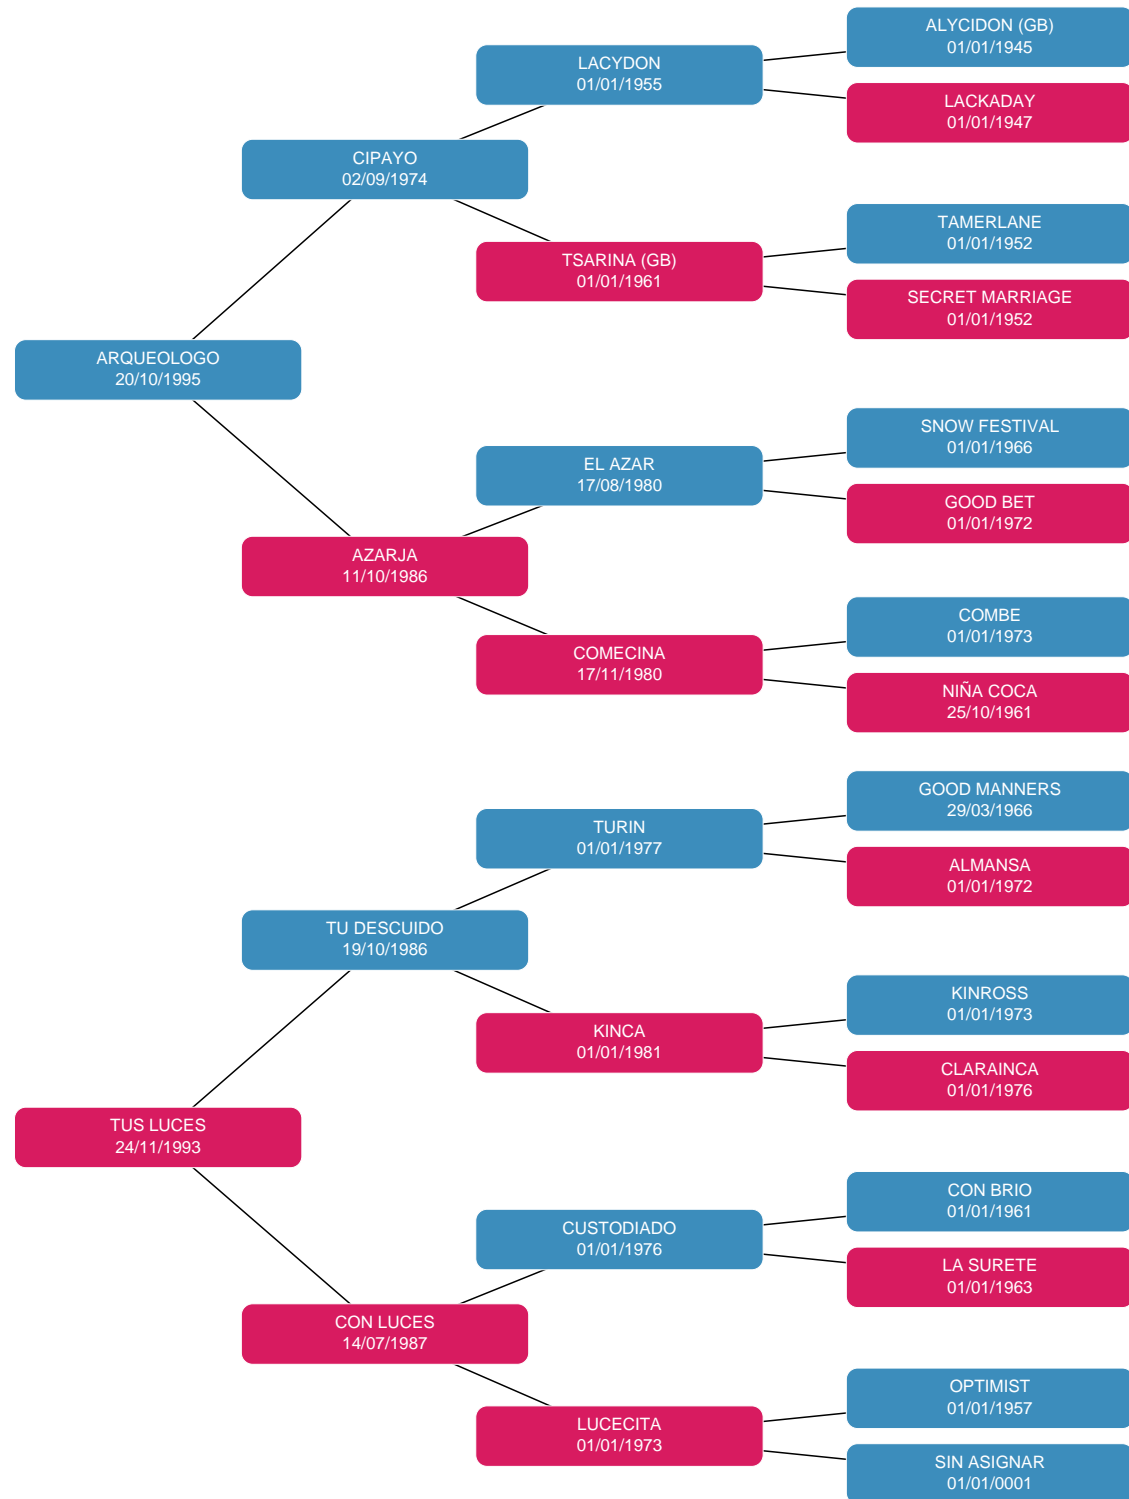 ALYCIDON (GB)
01/01/1945
LACYDON
01/01/1955
LACKADAY
01/01/1947
CIPAYO
02/09/1974
TAMERLANE
01/01/1952
TSARINA (GB)
01/01/1961
SECRET MARRIAGE
01/01/1952
ARQUEOLOGO
20/10/1995
SNOW FESTIVAL
01/01/1966
EL AZAR
17/08/1980
GOOD BET
01/01/1972
AZARJA
11/10/1986
COMBE
01/01/1973
COMECINA
17/11/1980
NIÑA COCA
25/10/1961
GOOD MANNERS
29/03/1966
TURIN
01/01/1977
ALMANSA
01/01/1972
TU DESCUIDO
19/10/1986
KINROSS
01/01/1973
KINCA
01/01/1981
CLARAINCA
01/01/1976
TUS LUCES
24/11/1993
CON BRIO
01/01/1961
CUSTODIADO
01/01/1976
LA SURETE
01/01/1963
CON LUCES
14/07/1987
OPTIMIST
01/01/1957
LUCECITA
01/01/1973
SIN ASIGNAR
01/01/0001